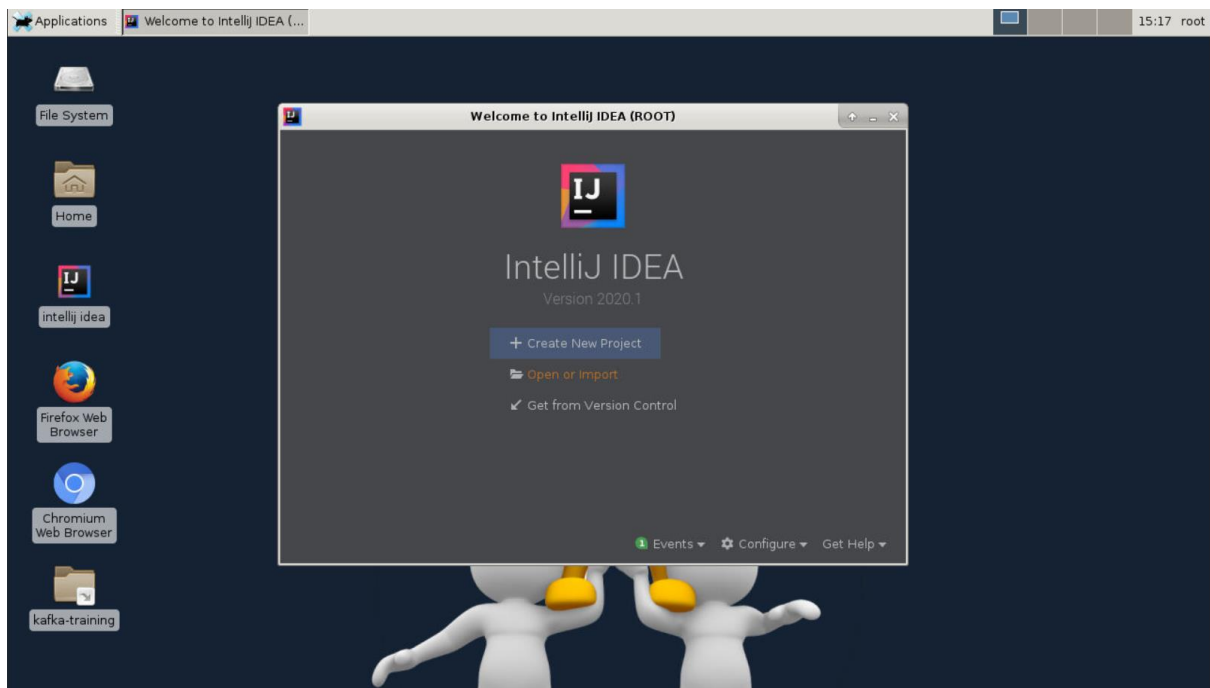 Applications
Welcome to IntelliJ IDEA (...
15:17 root
File System
Home
intellij idea
Firefox Web
Browser
Chromium
Web Browser
kafka-training
Welcome to IntelliJ IDEA (ROOT)
IJ
IntelliJ IDEA
Version 2020.1
Create New Project
Open or Import
Get from Version Control
1 Events
Configure
Get Help